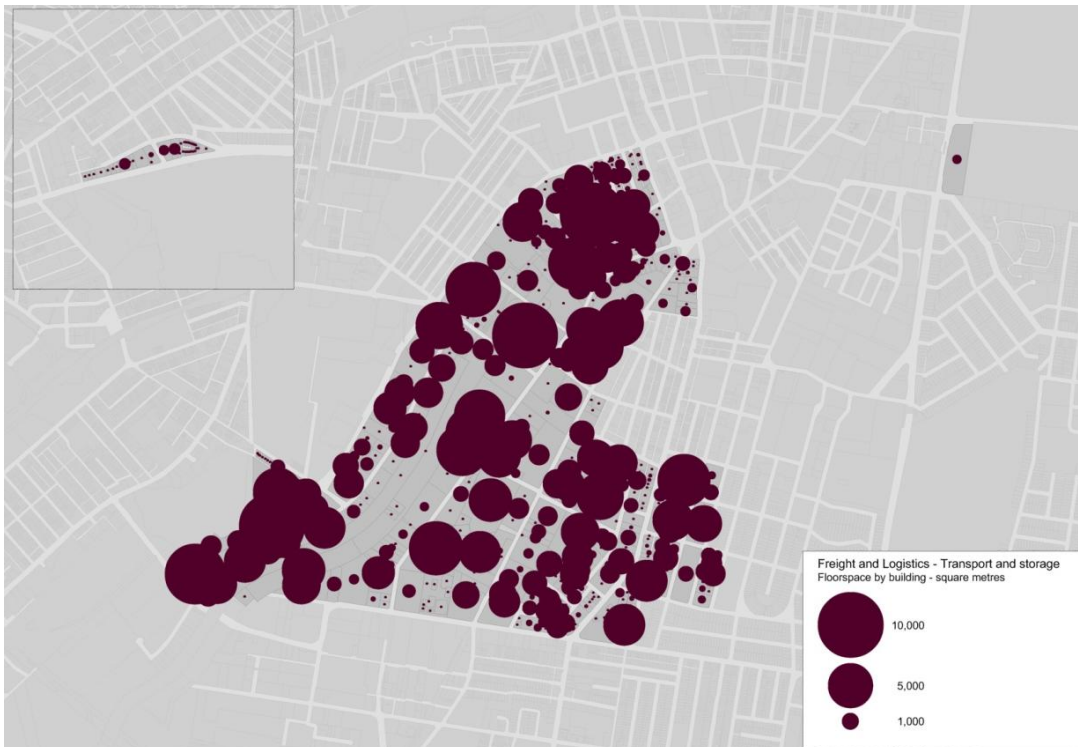 Freight and Logistics - Transport and storage
Floorspace by building - square metres
10,000
5,000
1,000